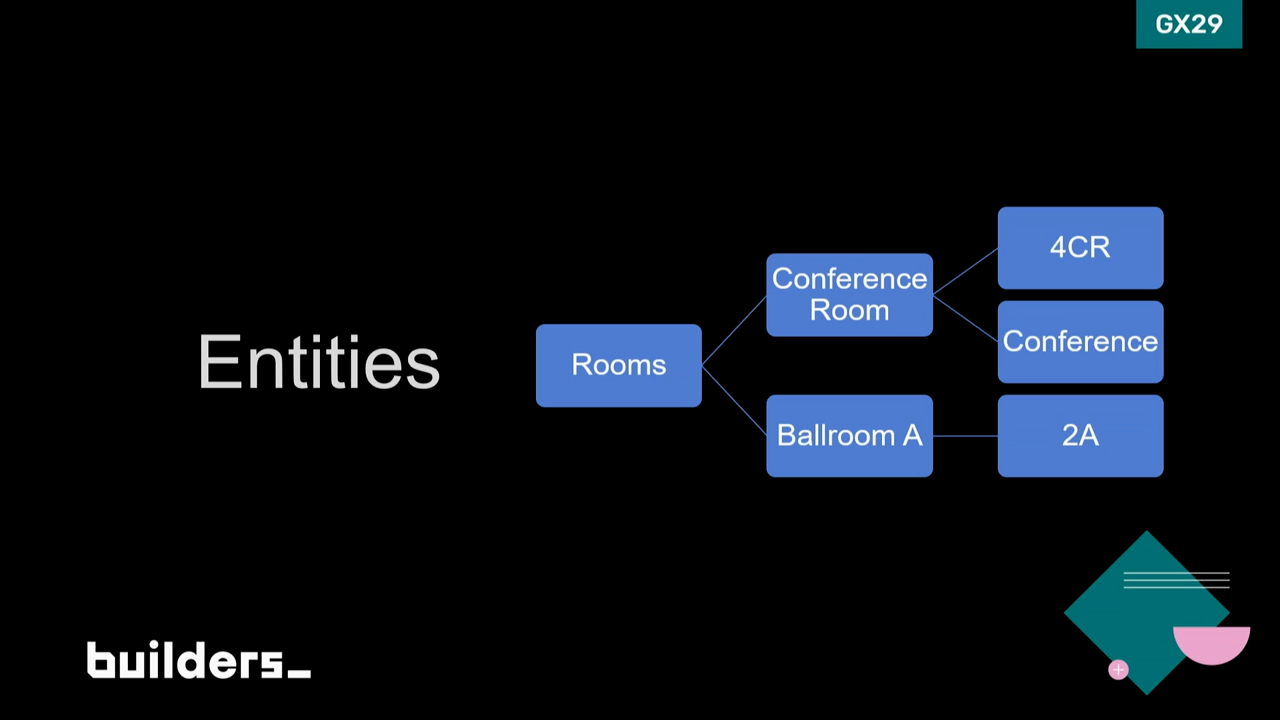 GX29
Entities
Rooms
Conference
Room
Ballroom A
4CR
Conference
2A
builders_